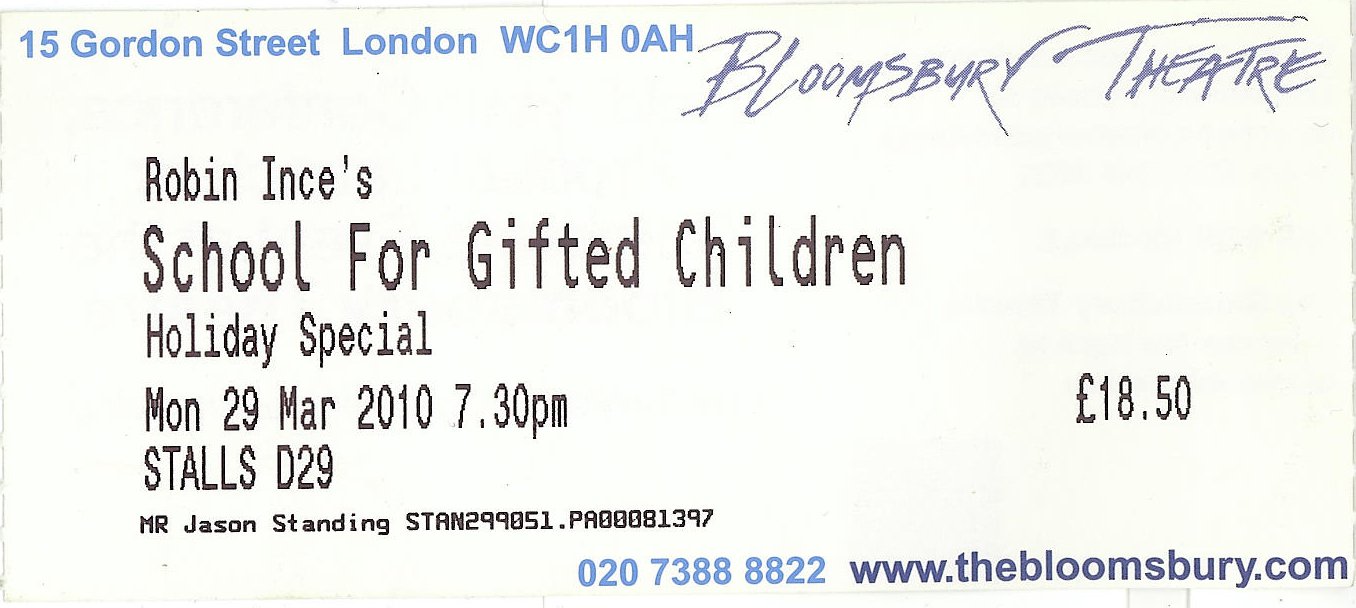 15 Gordon Street London WC1H 0AH
BLOOMSBURY THEATRE
Robin Ince's
School For Gifted Children
Holiday Special
Mon 29 Mar 2010 7.30pm
£18.50
STALLS D29
MR Jason Standing STAN299051.PA00081397
020 7388 8822 www.thebloomsbury.com